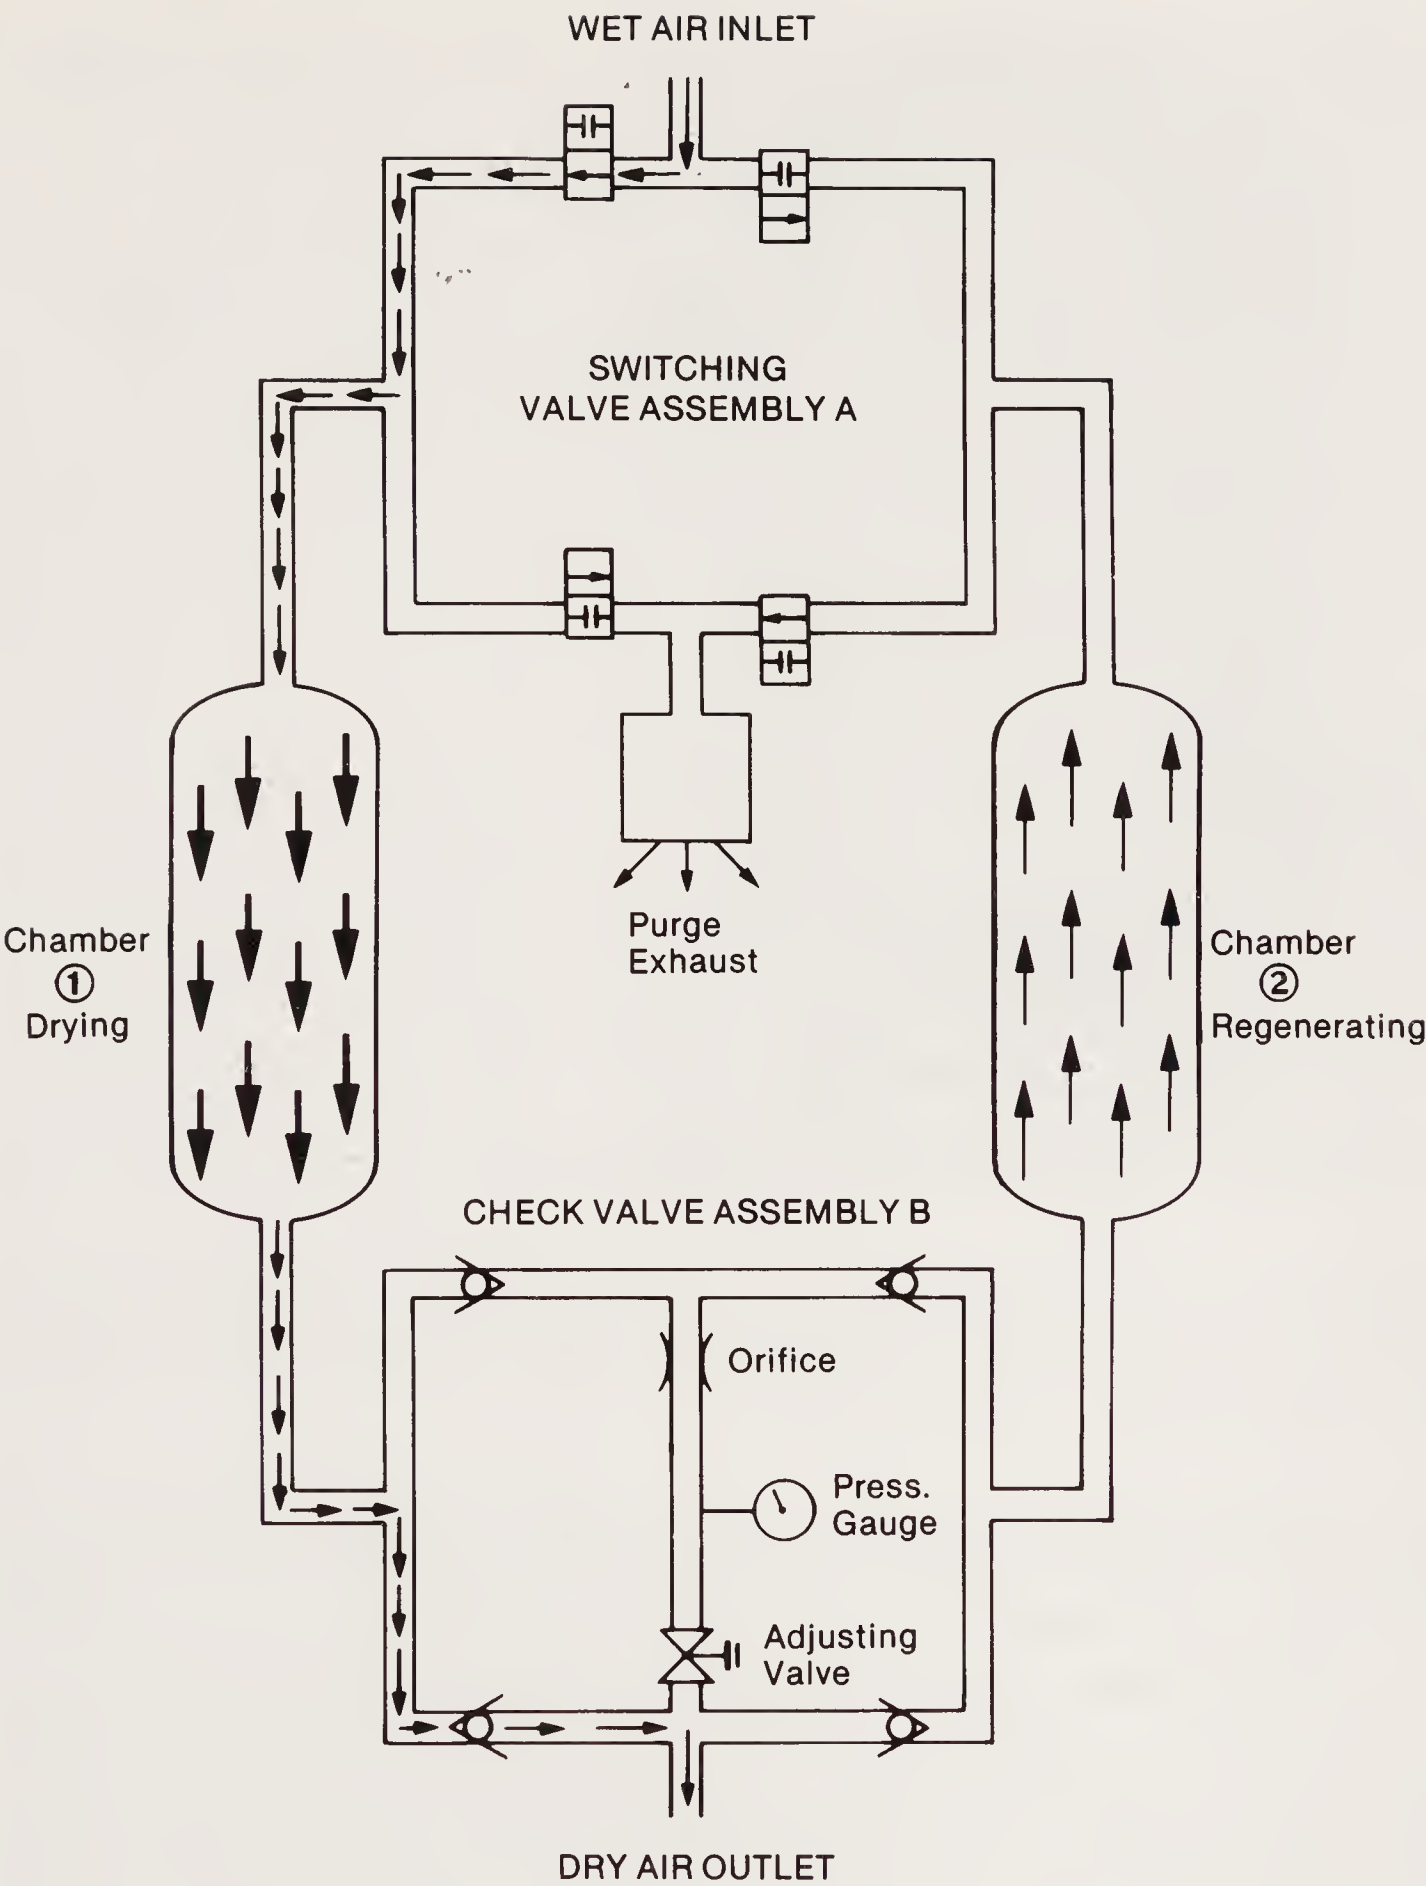 WET AIR INLET
SWITCHING
VALVE ASSEMBLY A
Purge
Exhaust
Chamber
①
Drying
Chamber
②
Regenerating
CHECK VALVE ASSEMBLY B
Orifice
Press.
Gauge
Adjusting
Valve
DRY AIR OUTLET